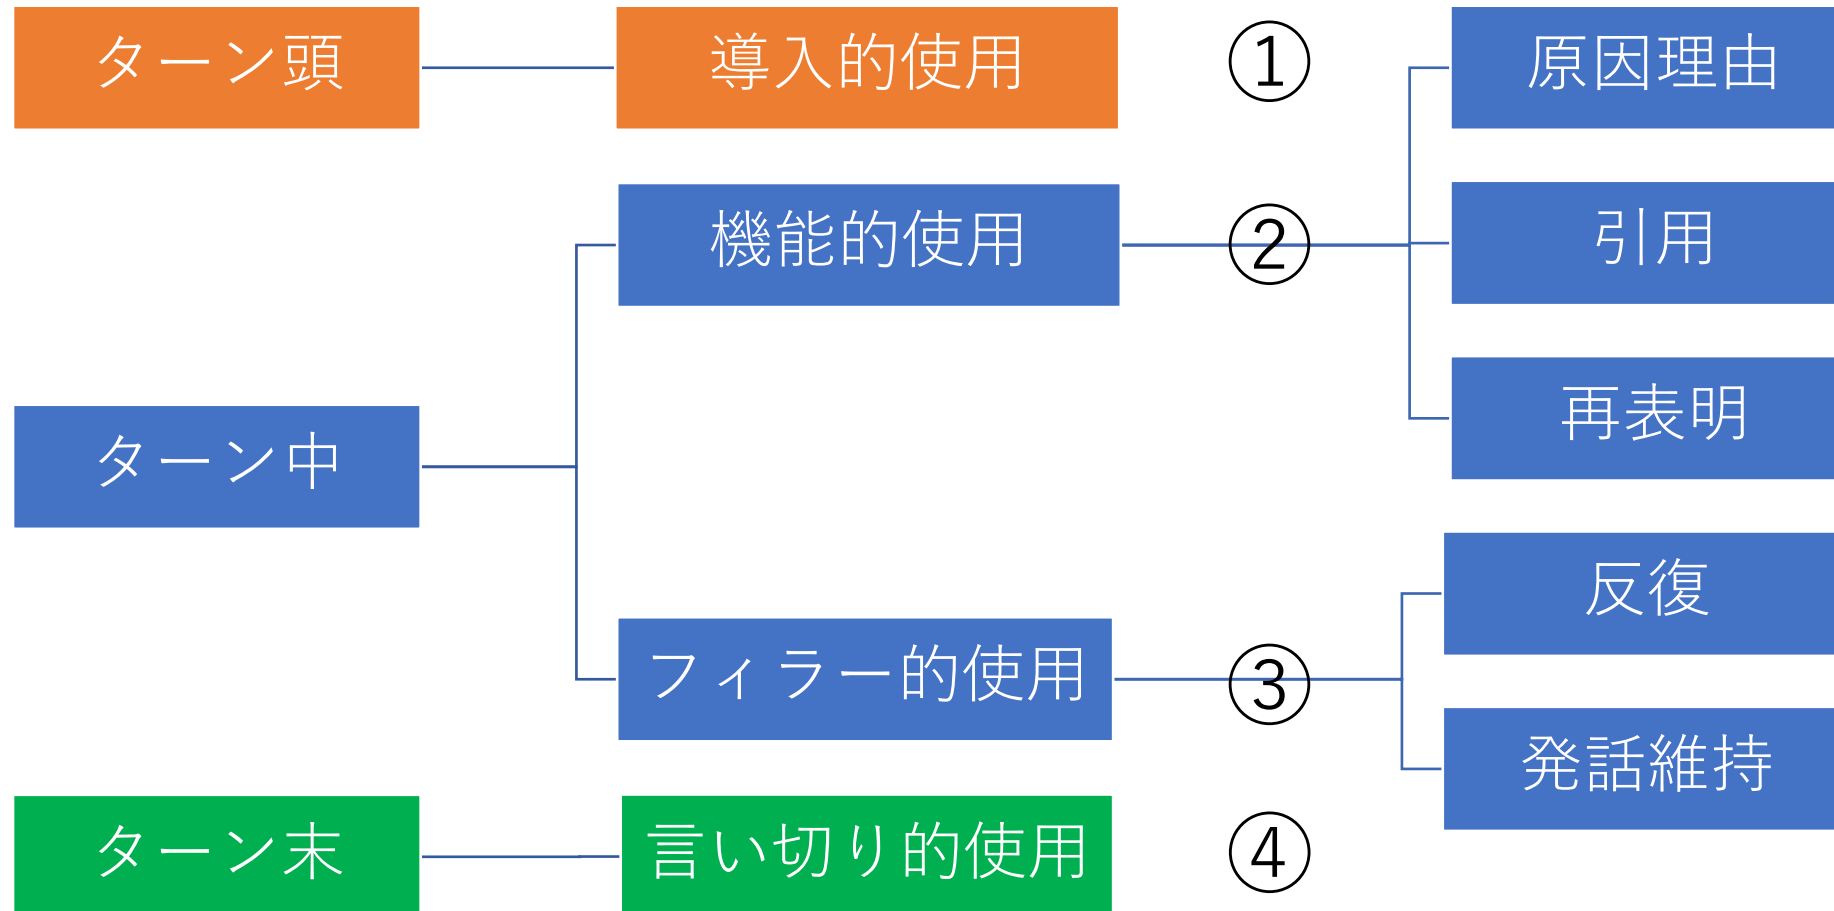 ターン頭
導入的使用
①
原因理由
機能的使用
②
引用
再表明
ターン中
フィラー的使用
③
反復
発話維持
ターン末
言い切り的使用
④